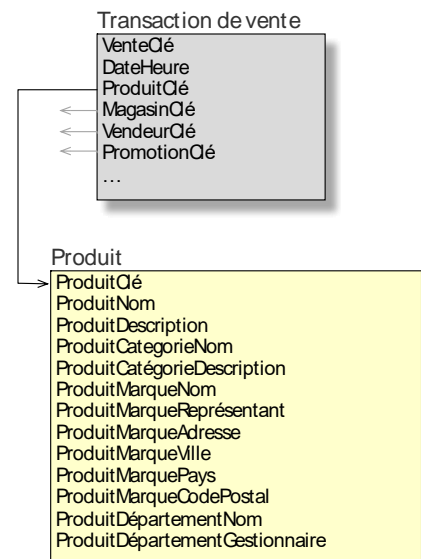 Transaction de vente
VenteClé
DateHeure
ProduitClé
MagasinClé
VendeurClé
PromotionClé
…
Produit
ProduitClé
ProduitNom
ProduitDescription
ProduitCategorieNom
ProduitCatégorieDescription
ProduitMarqueNom
ProduitMarqueReprésentant
ProduitMarqueAdresse
ProduitMarqueVille
ProduitMarquePays
ProduitMarqueCodePostal
ProduitDépartementNom
ProduitDépartementGestionnaire